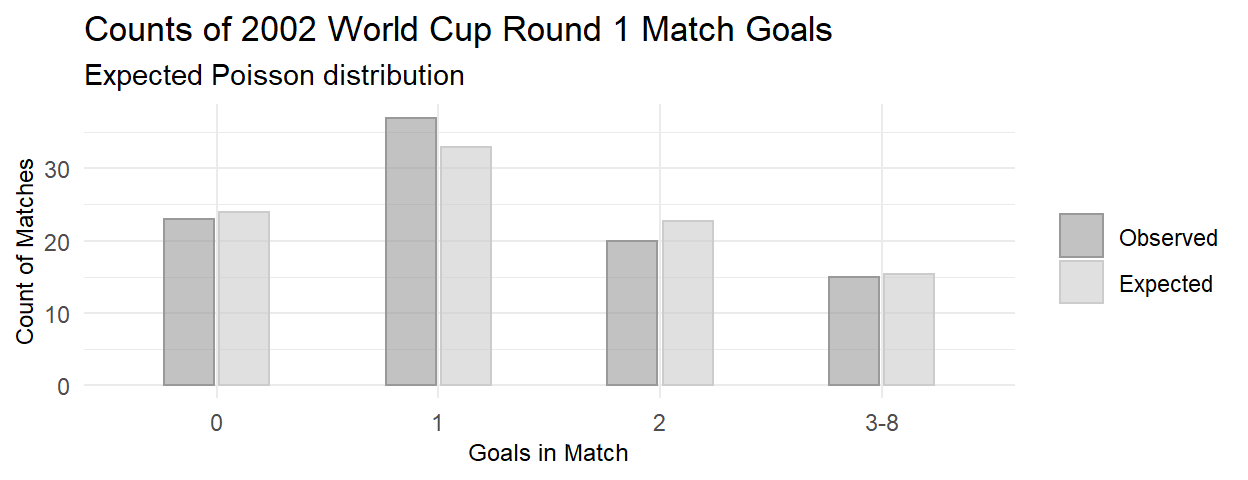 Counts of 2002 World Cup Round 1 Match Goals
Expected Poisson distribution
Count of Matches
30
20
10
0
0 1 2 3-8
Goals in Match
Observed
Expected